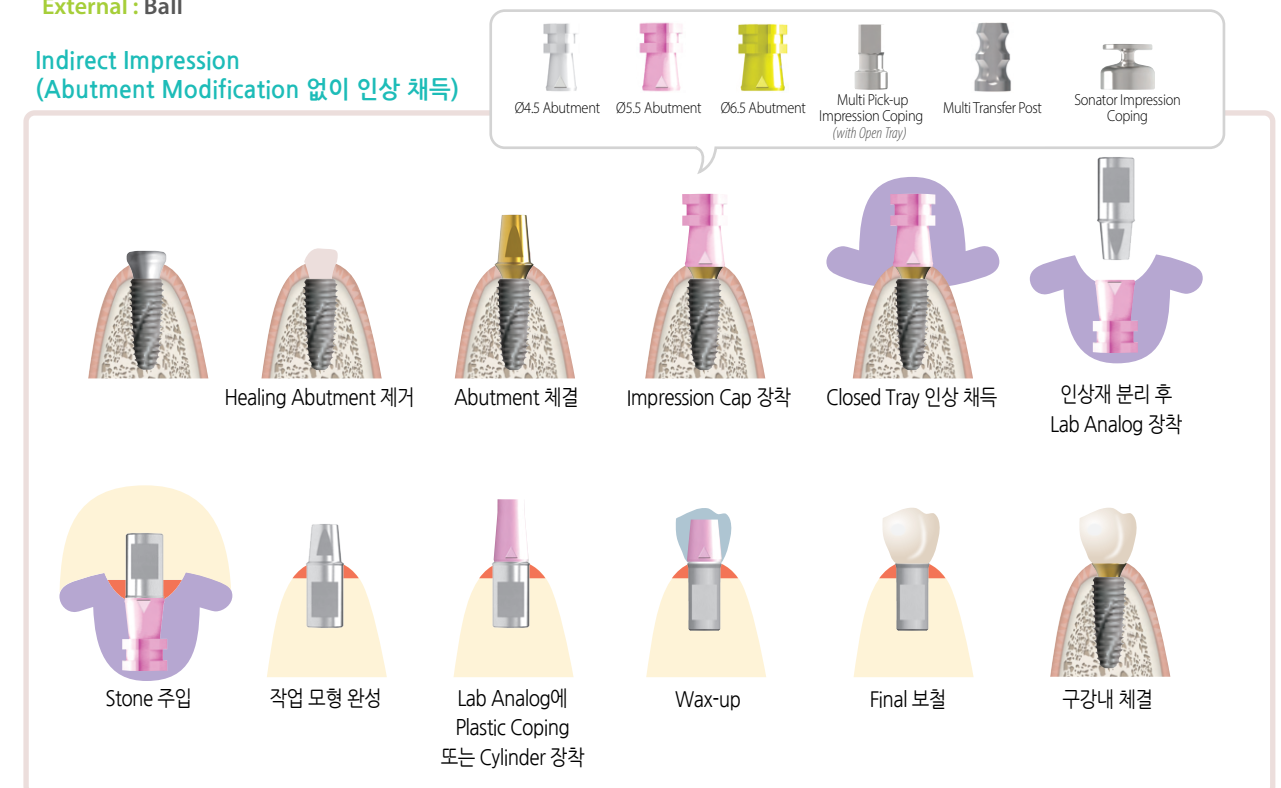 External : Ball
Indirect Impression
(Abutment Modification 없이 인상 채득)
Ø4.5 Abutment
Ø5.5 Abutment
Ø6.5 Abutment
Multi Pick-up
Impression Coping
(with Open Tray)
Multi Transfer Post
Sonator Impression
Coping
Healing Abutment 제거
Abutment 체결
Impression Cap 장착
Closed Tray 인상 채득
인상재 분리 후
Lab Analog 장착
Stone 주입
작업 모형 완성
Lab Analog에
Plastic Coping
또는 Cylinder 장착
Wax-up
Final 보철
구강내 체결